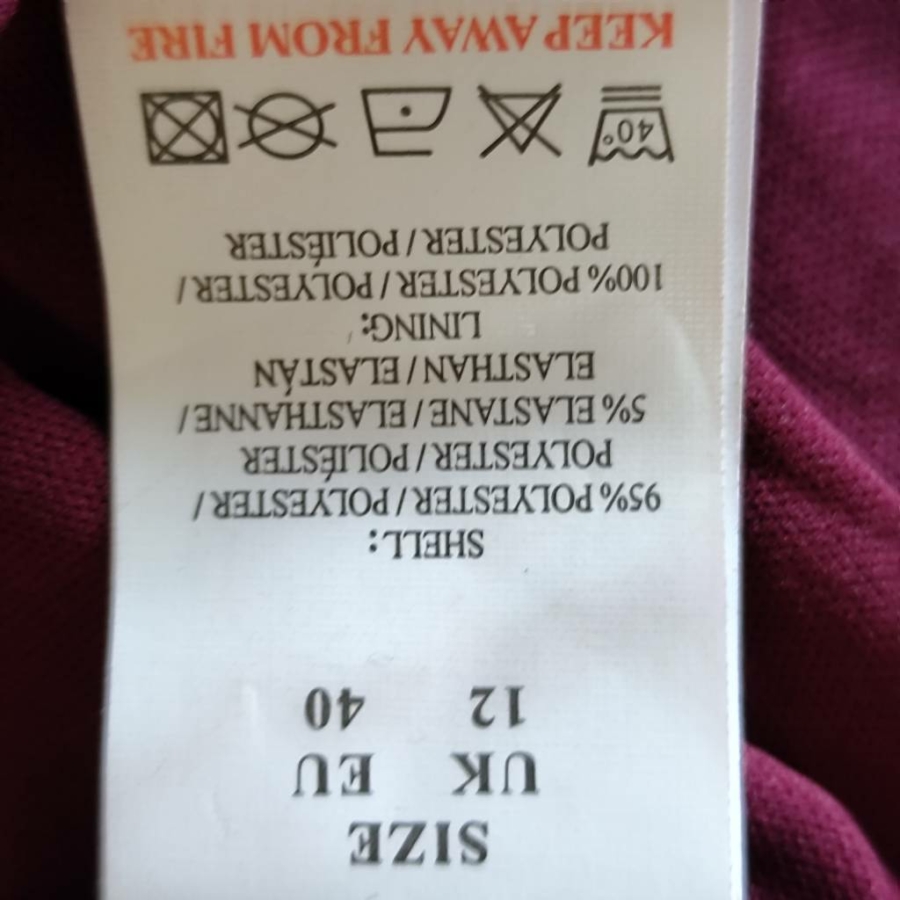 SIZE
UK EU
12 40
SHELL:
95% POLYESTER / POLYESTER /
POLYESTER / POLIÉSTER
5% ELASTANE / ELASTHANNE /
ELASTHAN / ELASTÁN
LINING:
100% POLYESTER / POLYESTER /
POLYESTER / POLIÉSTER
40°
KEEP AWAY FROM FIRE